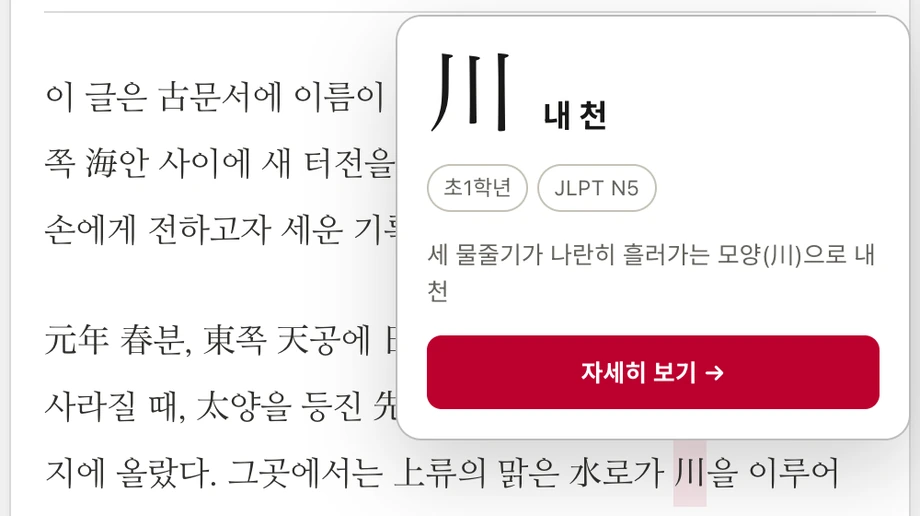 이 글은 古문서에 이름이
쪽 海안 사이에 새 터전을
손에게 전하고자 세운
元年 春분, 東쪽 天공에
사라질 때, 太양을 등진 先
지에 올랐다. 그곳에서는 上류의 맑은 水로가 川을 이루어
川 내 천
초1학년 JLPT N5
세 물줄기가 나란히 흘러가는 모양(川)으로 내
천
자세히 보기 →